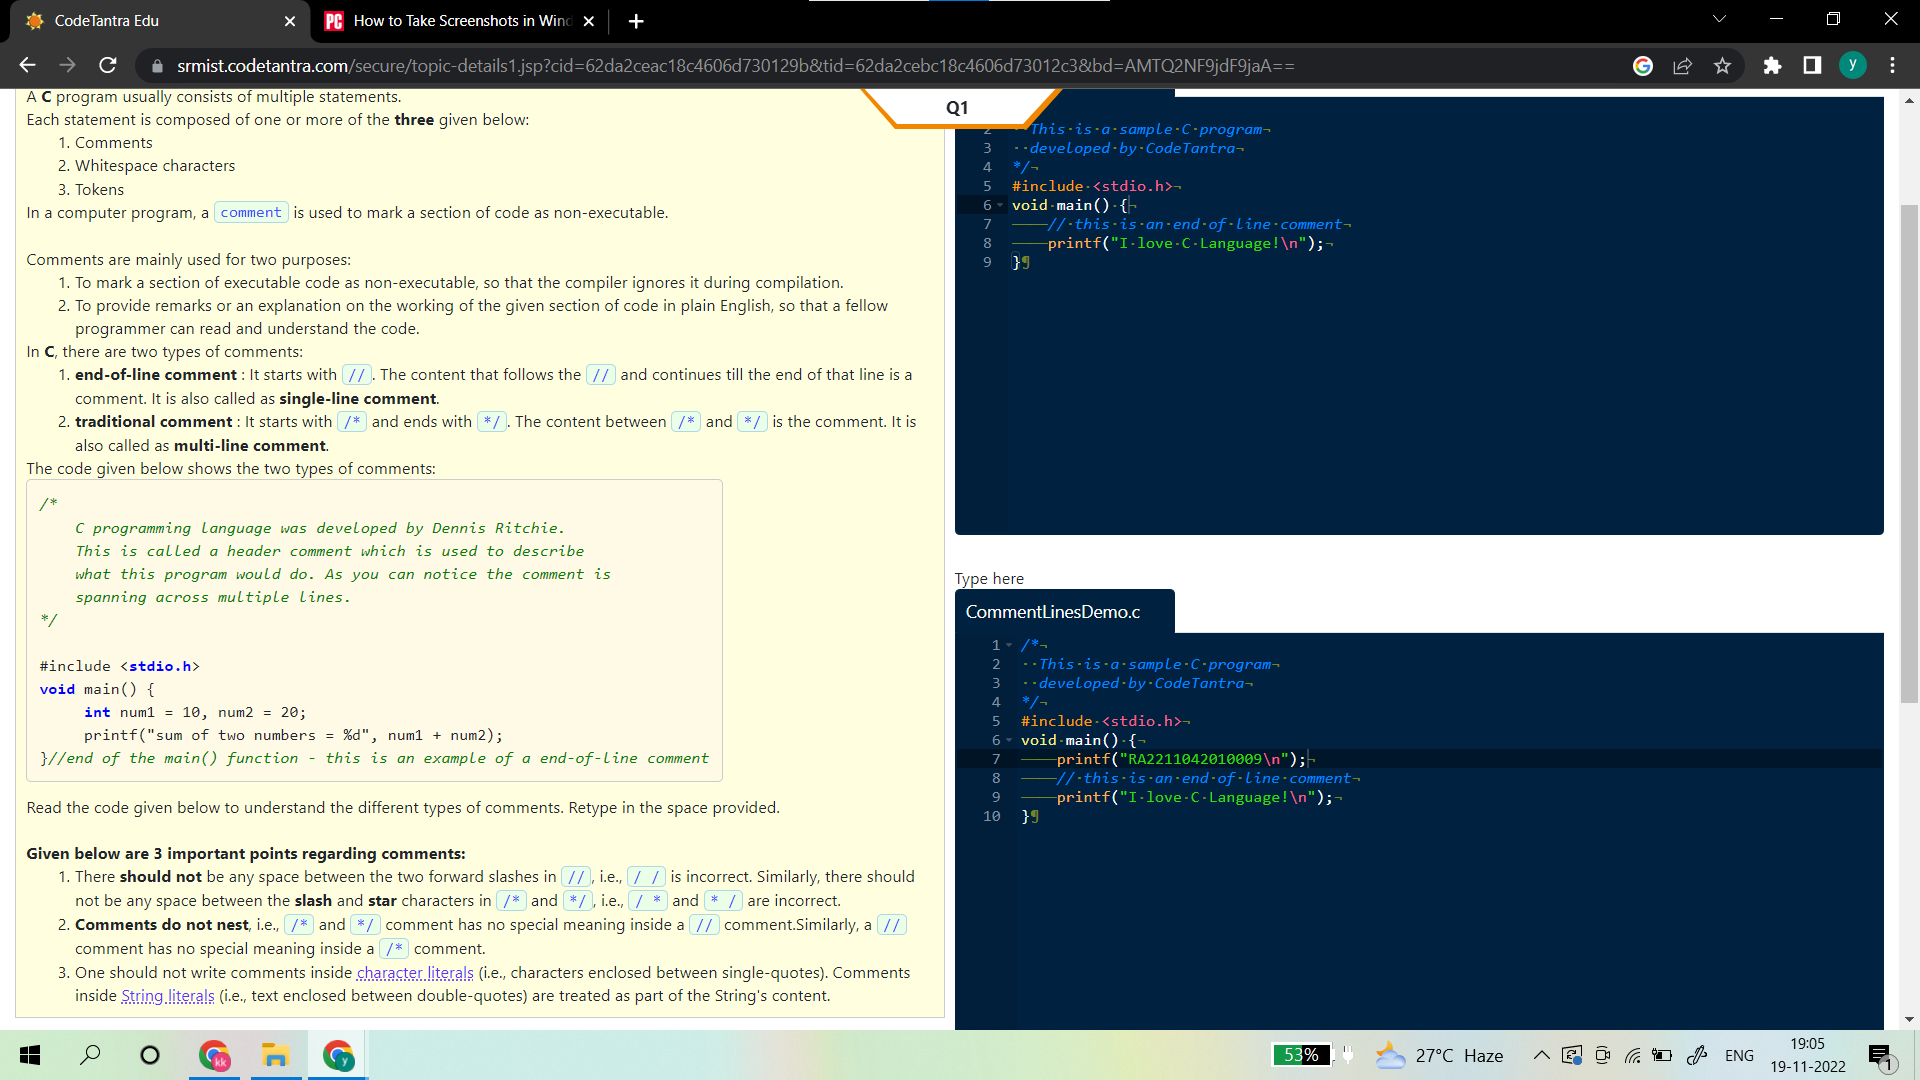 CodeTantra Edu
How to Take Screenshots in Wind
srmist.codetantra.com/secure/topic-details1.jsp?cid=62da2ceac18c4606d730129b&tid=62da2cebc18c4606d73012c3&bd=AMTQ2NF9jdF9jaA==
y
Q1
A C program usually consists of multiple statements.
Each statement is composed of one or more of the three given below:
1. Comments
2. Whitespace characters
3. Tokens
In a computer program, a comment is used to mark a section of code as non-executable.
Comments are mainly used for two purposes:
1. To mark a section of executable code as non-executable, so that the compiler ignores it during compilation.
2. To provide remarks or an explanation on the working of the given section of code in plain English, so that a fellow
programmer can read and understand the code.
In C, there are two types of comments:
1. end-of-line comment : It starts with //. The content that follows the // and continues till the end of that line is a
comment. It is also called as single-line comment.
2. traditional comment : It starts with /* and ends with */. The content between /* and */ is the comment. It is
also called as multi-line comment.
The code given below shows the two types of comments:
/*
C programming language was developed by Dennis Ritchie.
This is called a header comment which is used to describe
what this program would do. As you can notice the comment is
spanning across multiple lines.
*/
#include <stdio.h>
void main() {
int num1 = 10, num2 = 20;
printf("sum of two numbers = %d", num1 + num2);
}//end of the main() function - this is an example of a end-of-line comment
Read the code given below to understand the different types of comments. Retype in the space provided.
Given below are 3 important points regarding comments:
1. There should not be any space between the two forward slashes in //, i.e., / / is incorrect. Similarly, there should
not be any space between the slash and star characters in /* and */, i.e., / * and * / are incorrect.
2. Comments do not nest, i.e., /* and */ comment has no special meaning inside a // comment.Similarly, a //
comment has no special meaning inside a /* comment.
3. One should not write comments inside character literals (i.e., characters enclosed between single-quotes). Comments
inside String literals (i.e., text enclosed between double-quotes) are treated as part of the String's content.
2 ··This·is·a·sample·C·program¬
3 ··developed·by·CodeTantra¬
4 */¬
5 #include·<stdio.h>¬
6 void·main()·{¬
7 //·this·is·an·end·of·line·comment¬
8 printf("I·love·C·Language!\n");¬
9 }¶
Type here
CommentLinesDemo.c
1 /*¬
2 ··This·is·a·sample·C·program¬
3 ··developed·by·CodeTantra¬
4 */¬
5 #include·<stdio.h>¬
6 void·main()·{¬
7 printf("RA2211042010009\n");¬
8 //·this·is·an·end·of·line·comment¬
9 printf("I·love·C·Language!\n");¬
10 }¶
53%
27°C Haze
ENG
19:05
19-11-2022
1